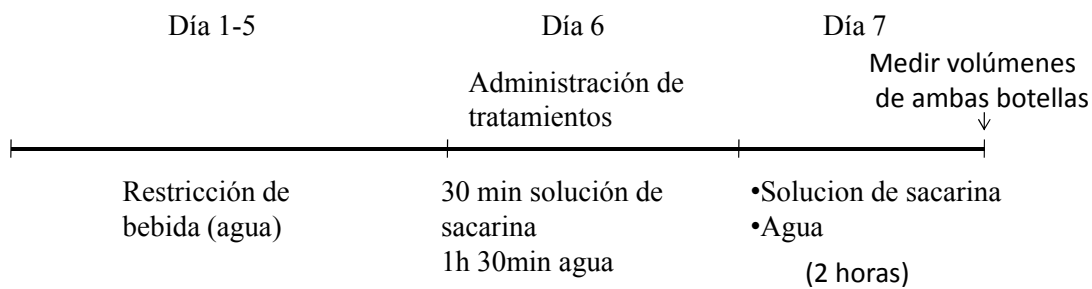 Día 1-5
Día 6
Día 7
Administración de
tratamientos
Medir volúmenes
de ambas botellas
Restricción de
bebida (agua)
30 min solución de
sacarina
1h 30min agua
•Solucion de sacarina
•Agua
(2 horas)